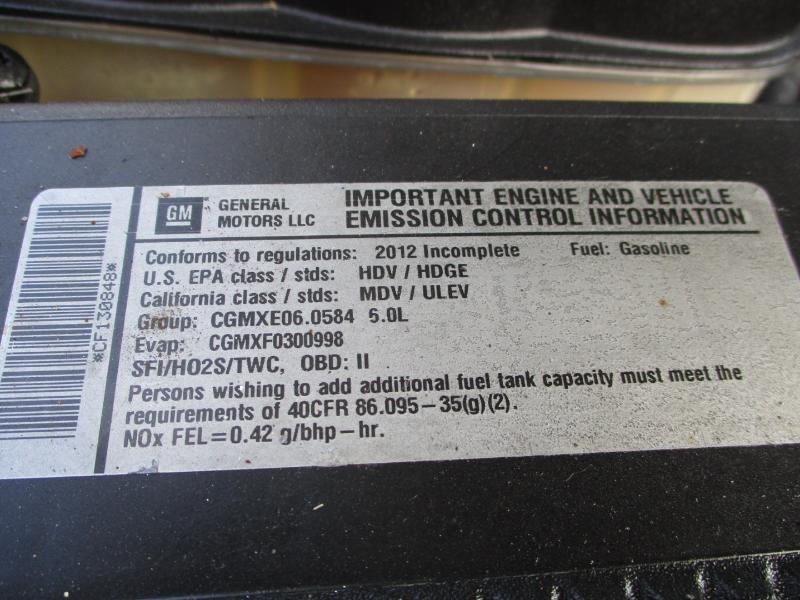 GM
GENERAL
MOTORS LLC
IMPORTANT ENGINE AND VEHICLE
EMISSION CONTROL INFORMATION
Conforms to regulations: 2012 Incomplete Fuel: Gasoline
U.S. EPA class / stds: HDV / HDGE
California class / stds: MDV / ULEV
Group: CGMXE06.0584 6.0L
Evap: CGMXF0300998
SFI/HO2S/TWC, OBD: II
Persons wishing to add additional fuel tank capacity must meet the
requirements of 40CFR 86.095-35(g)(2).
NOx FEL=0.42 g/bhp-hr.
*CF130848*